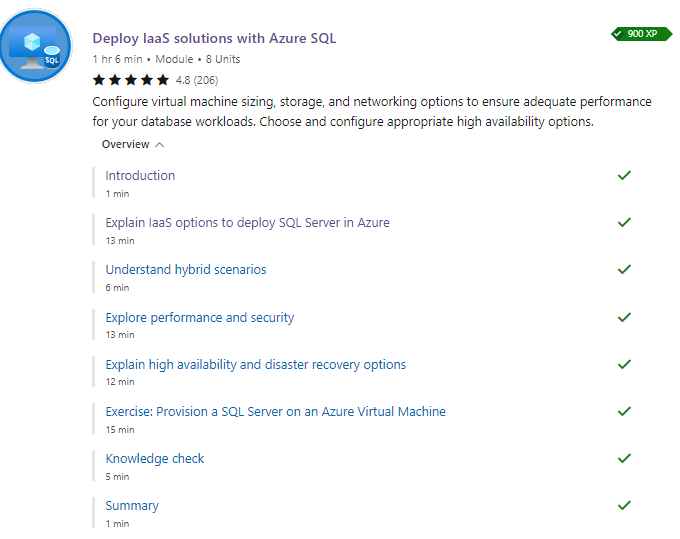 SQL
Deploy IaaS solutions with Azure SQL
900 XP
1 hr 6 min • Module • 8 Units
4.8 (206)
Configure virtual machine sizing, storage, and networking options to ensure adequate performance
for your database workloads. Choose and configure appropriate high availability options.
Overview
Introduction
1 min
Explain IaaS options to deploy SQL Server in Azure
13 min
Understand hybrid scenarios
6 min
Explore performance and security
13 min
Explain high availability and disaster recovery options
12 min
Exercise: Provision a SQL Server on an Azure Virtual Machine
15 min
Knowledge check
5 min
Summary
1 min